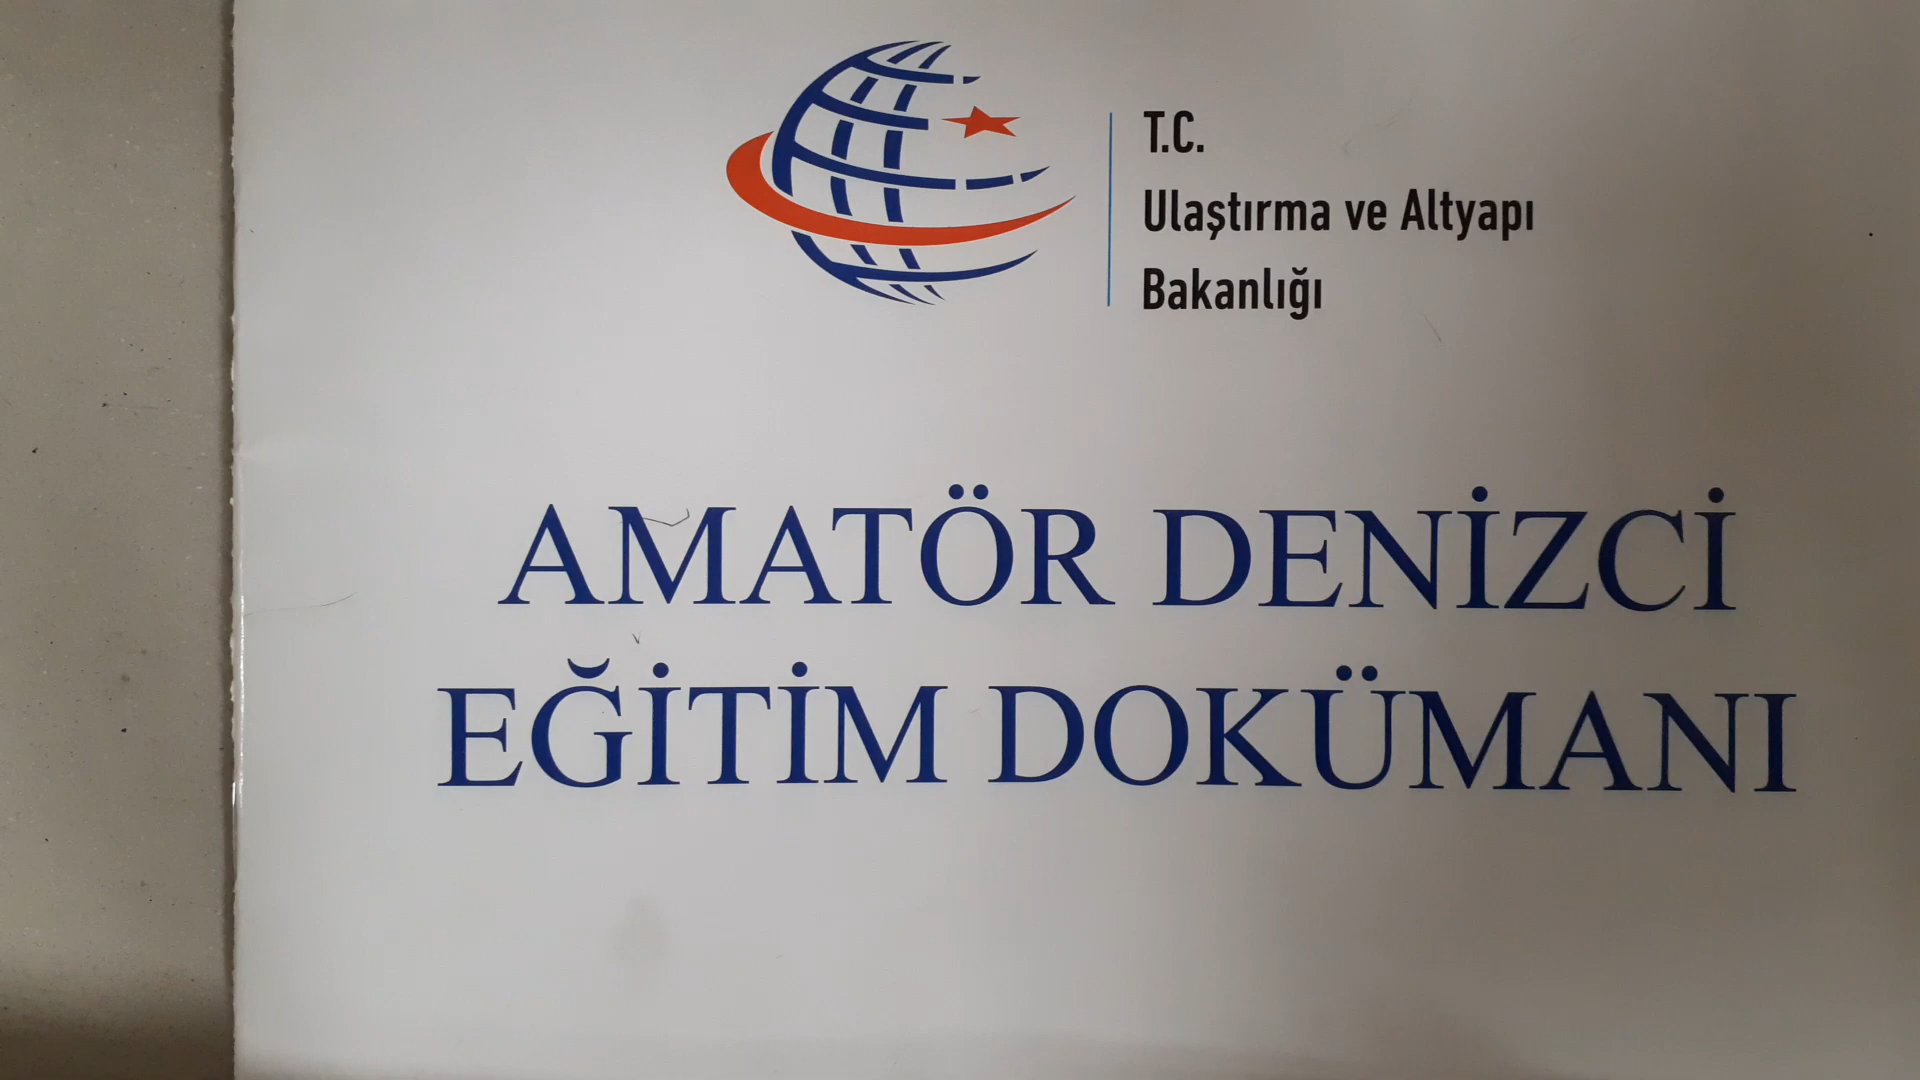 T.C.
Ulaştırma ve Altyapı
Bakanlığı
AMATÖR DENİZCİ
EĞİTİM DOKÜMANI